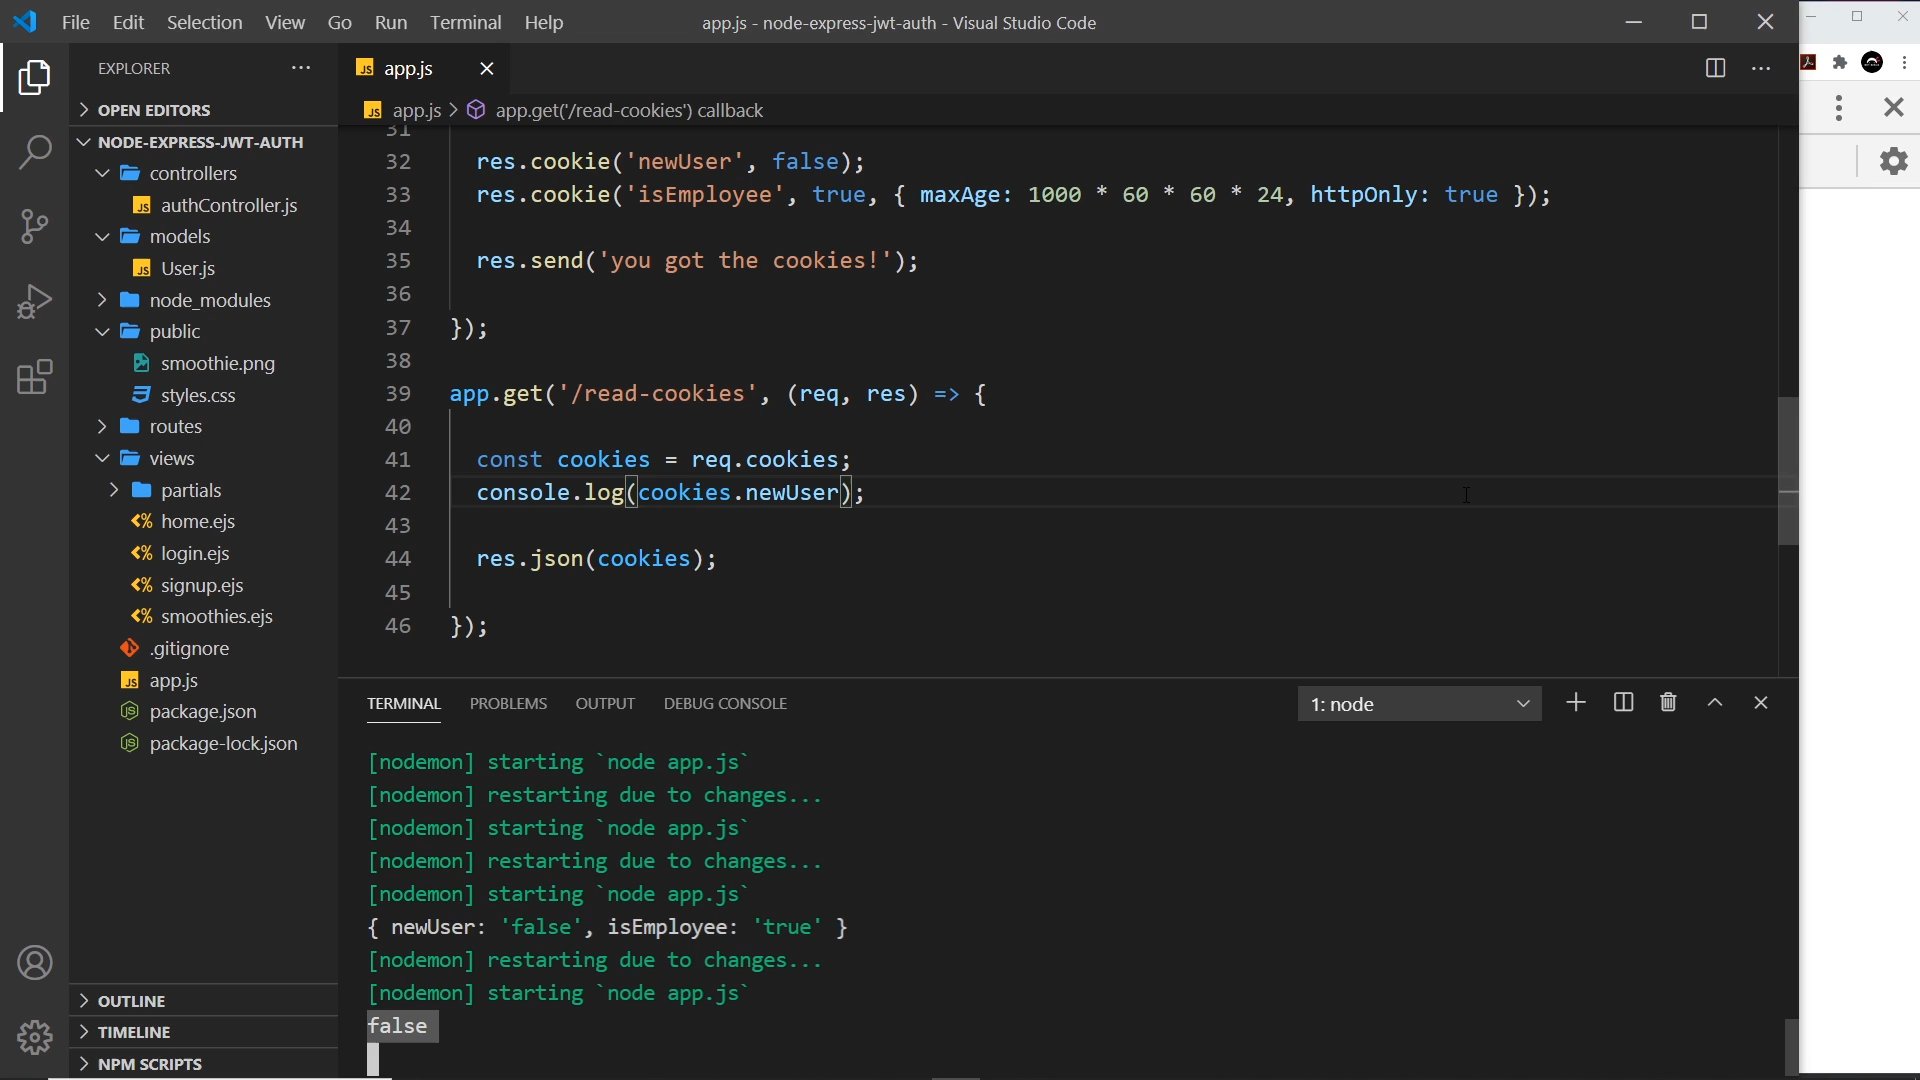 File Edit Selection View Go Run Terminal Help
app.js - node-express-jwt-auth - Visual Studio Code
EXPLORER
OPEN EDITORS
NODE-EXPRESS-JWT-AUTH
controllers
JS authController.js
models
JS User.js
node_modules
public
smoothie.png
styles.css
routes
views
partials
<% home.ejs
<% login.ejs
<% signup.ejs
<% smoothies.ejs
.gitignore
JS app.js
JS package.json
JS package-lock.json
OUTLINE
TIMELINE
NPM SCRIPTS
JS app.js
JS app.js > app.get('/read-cookies') callback
31
32 res.cookie('newUser', false);
33 res.cookie('isEmployee', true, { maxAge: 1000 * 60 * 60 * 24, httpOnly: true });
34
35 res.send('you got the cookies!');
36
37 });
38
39 app.get('/read-cookies', (req, res) => {
40
41 const cookies = req.cookies;
42 console.log(cookies.newUser);
43
44 res.json(cookies);
45
46 });
TERMINAL PROBLEMS OUTPUT DEBUG CONSOLE
1: node
[nodemon] starting `node app.js`
[nodemon] restarting due to changes...
[nodemon] starting `node app.js`
[nodemon] restarting due to changes...
[nodemon] starting `node app.js`
{ newUser: 'false', isEmployee: 'true' }
[nodemon] restarting due to changes...
[nodemon] starting `node app.js`
false